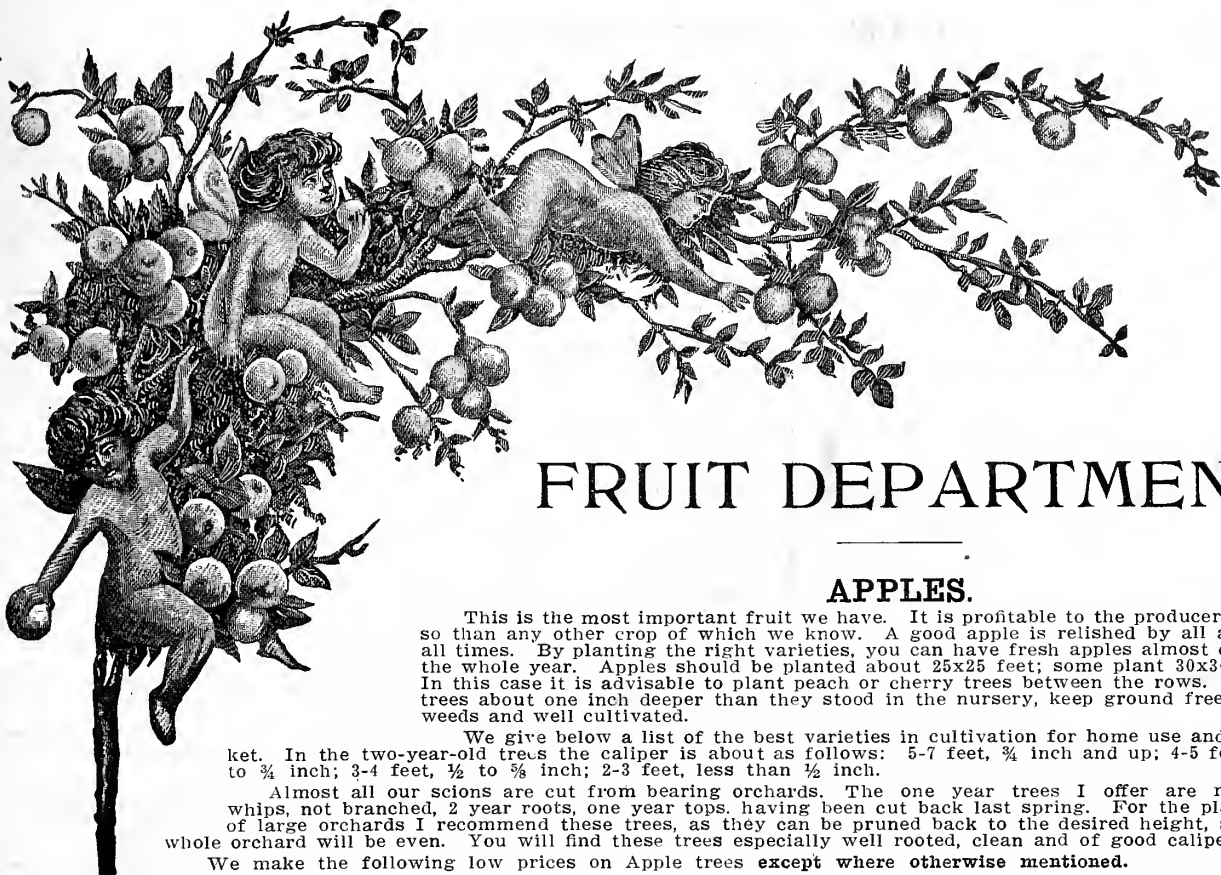 FRUIT DEPARTMEN
APPLES.
This is the most important fruit we have. It is profitable to the producer
so than any other crop of which we know. A good apple is relished by all
all times. By planting the right varieties, you can have fresh apples almost
the whole year. Apples should be planted about 25x25 feet; some plant 30x3
In this case it is advisable to plant peach or cherry trees between the rows.
trees about one inch deeper than they stood in the nursery, keep ground free
weeds and well cultivated.
We give below a list of the best varieties in cultivation for home use and
ket. In the two-year-old trees the caliper is about as follows: 5-7 feet, ¾ inch and up; 4-5
to ¾ inch; 3-4 feet, ½ to ⅝ inch; 2-3 feet, less than ½ inch.
Almost all our scions are cut from bearing orchards. The one year trees I offer are
whips, not branched, 2 year roots, one year tops. having been cut back last spring. For the
of large orchards I recommend these trees, as they can be pruned back to the desired height,
whole orchard will be even. You will find these trees especially well rooted, clean and of good
We make the following low prices on Apple trees except where otherwise mentioned.